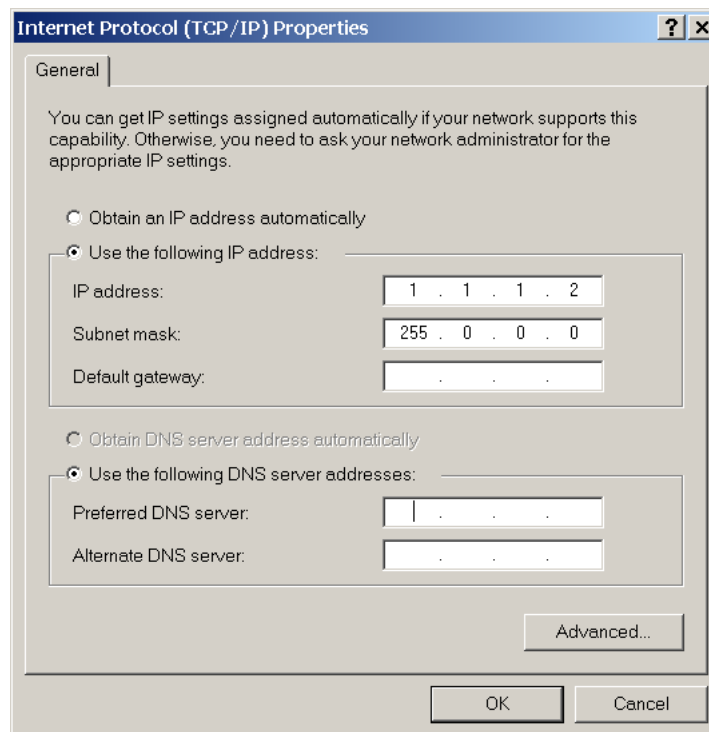 Internet Protocol (TCP/IP) Properties
General
You can get IP settings assigned automatically if your network supports this
capability. Otherwise, you need to ask your network administrator for the
appropriate IP settings.
Obtain an IP address automatically
Use the following IP address:
IP address: 1 . 1 . 1 . 2
Subnet mask: 255 . 0 . 0 . 0
Default gateway: . . .
Obtain DNS server address automatically
Use the following DNS server addresses:
Preferred DNS server: . . .
Alternate DNS server: . . .
Advanced...
OK Cancel